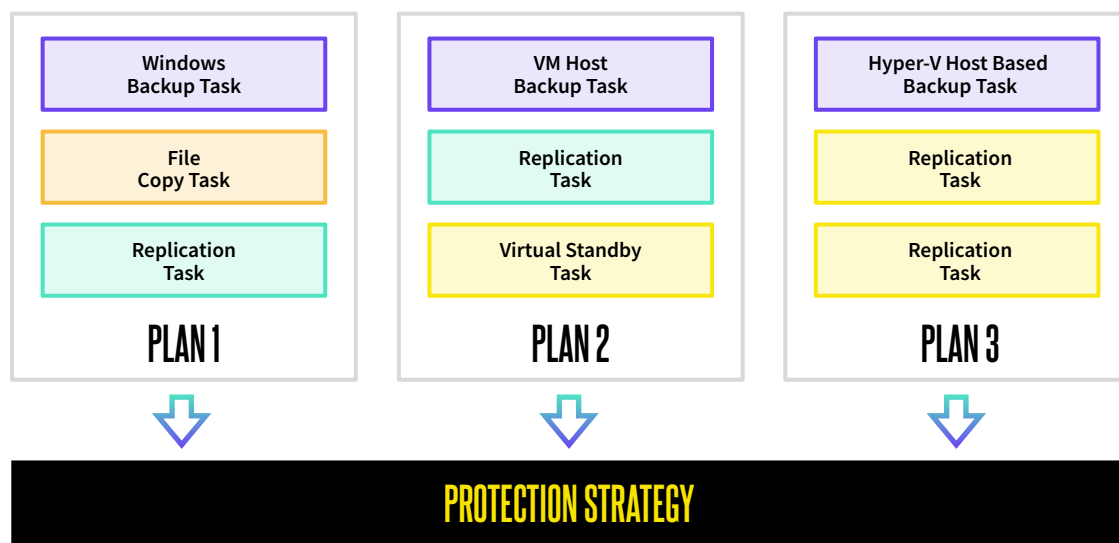 Windows
Backup Task
File
Copy Task
Replication
Task
PLAN 1
VM Host
Backup Task
Replication
Task
Virtual Standby
Task
PLAN 2
Hyper-V Host Based
Backup Task
Replication
Task
Replication
Task
PLAN 3
PROTECTION STRATEGY